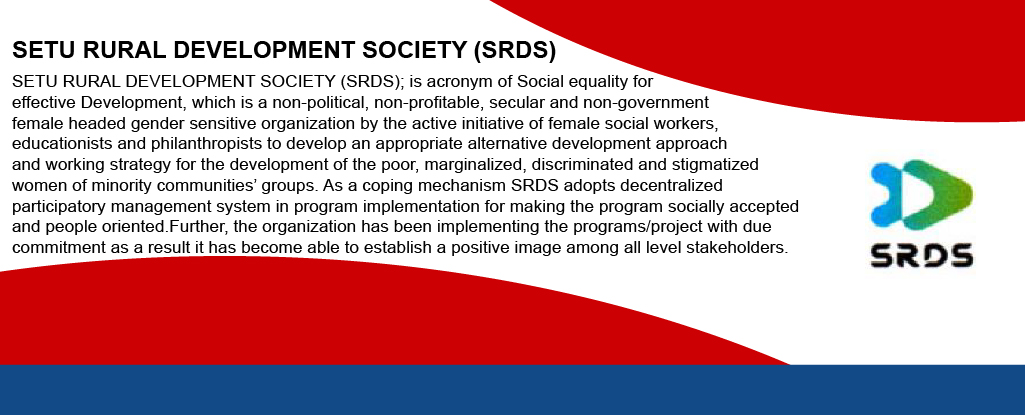 SETU RURAL DEVELOPMENT SOCIETY (SRDS)
SETU RURAL DEVELOPMENT SOCIETY (SRDS); is acronym of Social equality for
effective Development, which is a non-political, non-profitable, secular and non-government
female headed gender sensitive organization by the active initiative of female social workers,
educationists and philanthropists to develop an appropriate alternative development approach
and working strategy for the development of the poor, marginalized, discriminated and stigmatized
women of minority communities’ groups. As a coping mechanism SRDS adopts decentralized
participatory management system in program implementation for making the program socially accepted
and people oriented.Further, the organization has been implementing the programs/project with due
commitment as a result it has become able to establish a positive image among all level stakeholders.
SRDS